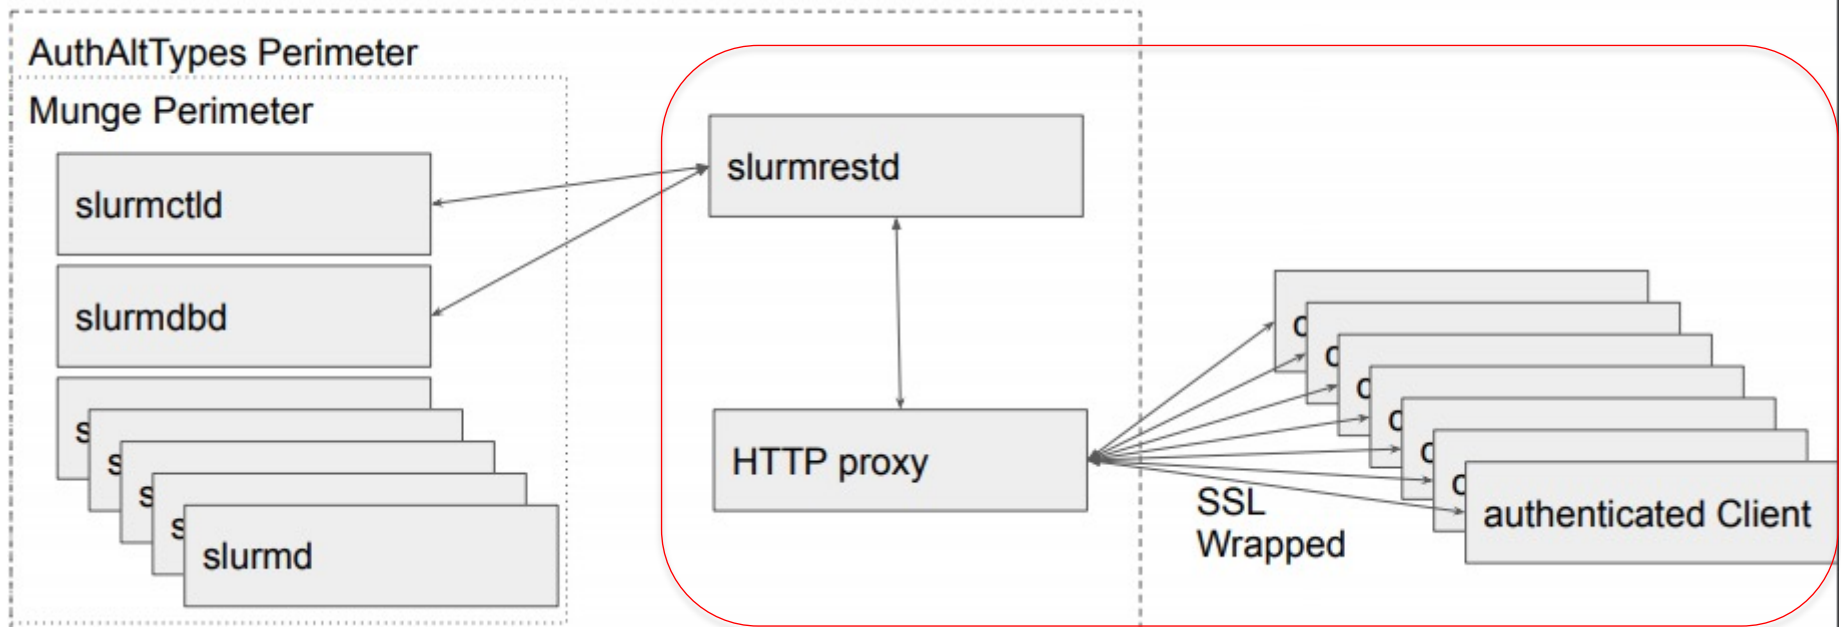 AuthAltTypes Perimeter
Munge Perimeter
slurmctld
slurmrestd
slurmdbd
s
s
s
s
slurmd
HTTP proxy
c
c
c
c
c
c
authenticated Client
SSL
Wrapped